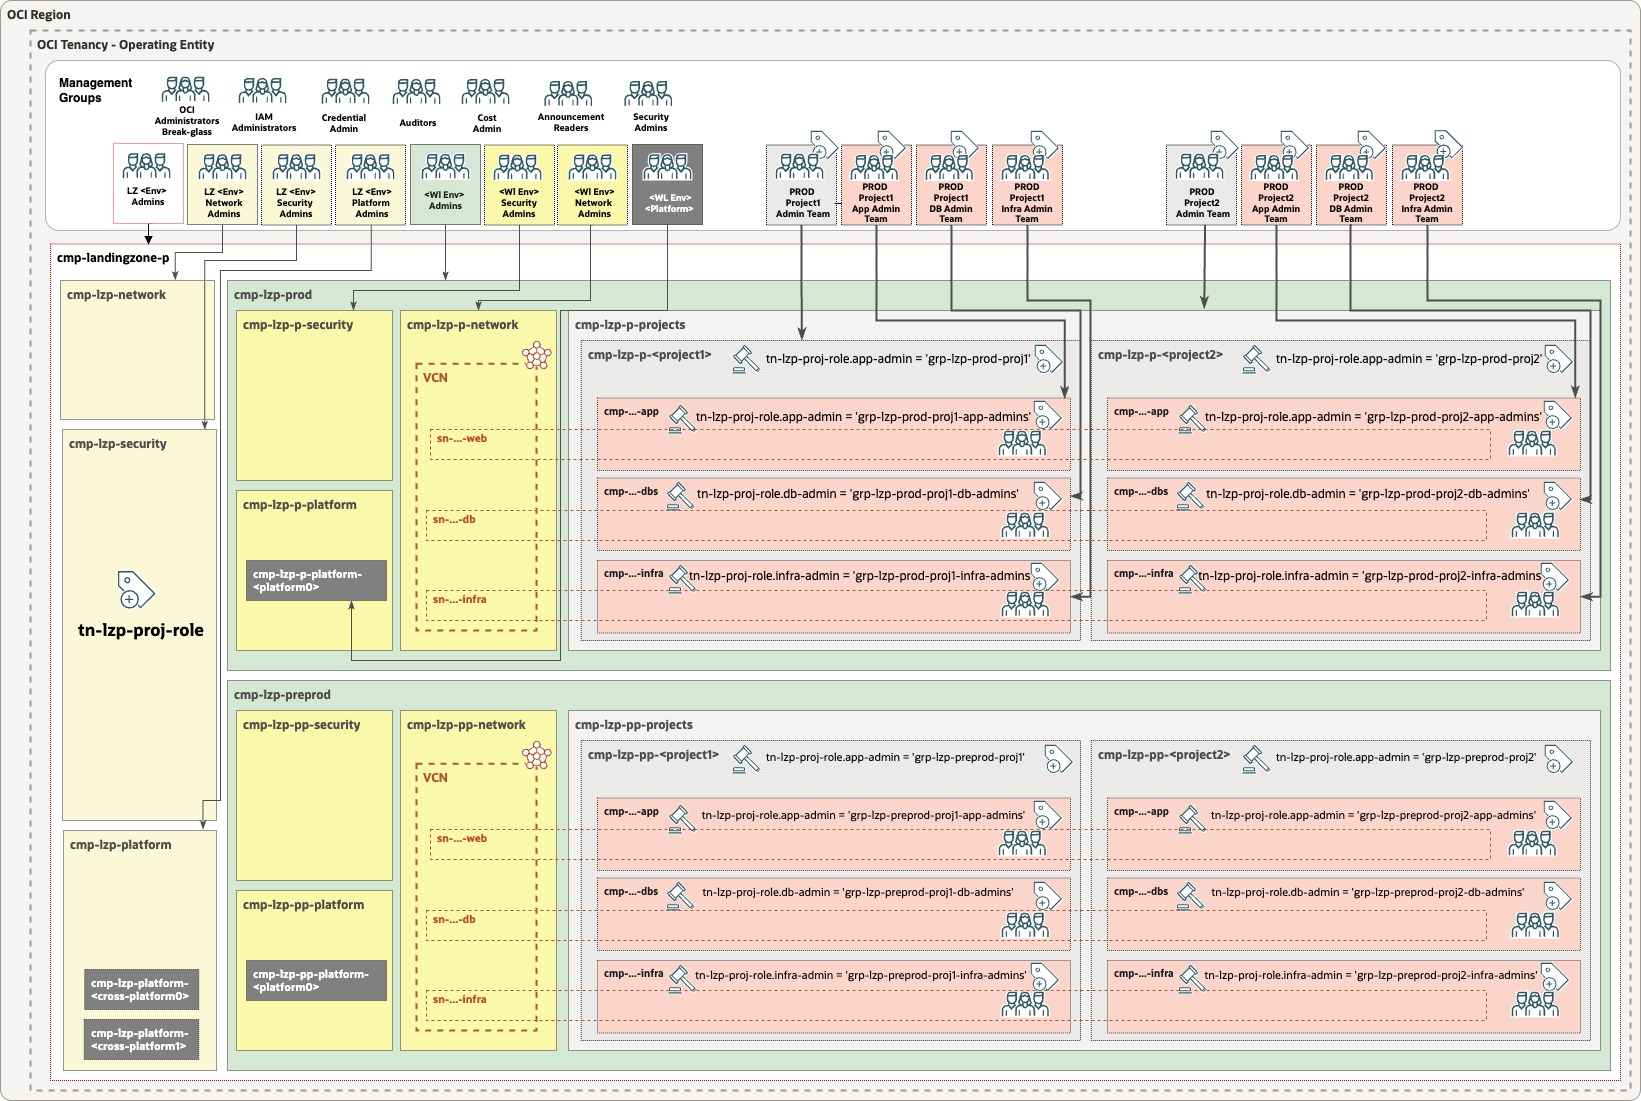 OCI Region
OCI Tenancy - Operating Entity
Management
Groups
OCI
Administrators
Break-glass
IAM
Administrators
Credential
Admin
Auditors
Cost
Admin
Announcement
Readers
Security
Admins
LZ <Env>
Admins
LZ <Env>
Network
Admins
LZ <Env>
Security
Admins
LZ <Env>
Platform
Admins
<Wl Env>
Admins
<Wl Env>
Security
Admins
<Wl Env>
Network
Admins
<WL Env>
<Platform>
PROD
Project1
Admin Team
PROD
Project1
App Admin
Team
PROD
Project1
DB Admin
Team
PROD
Project1
Infra Admin
Team
PROD
Project2
Admin Team
PROD
Project2
App Admin
Team
PROD
Project2
DB Admin
Team
PROD
Project2
Infra Admin
Team
cmp-landingzone-p
cmp-lzp-network
cmp-lzp-security
tn-lzp-proj-role
cmp-lzp-platform
cmp-lzp-platform-
<cross-platform0>
cmp-lzp-platform-
<cross-platform1>
cmp-lzp-prod
cmp-lzp-p-security
cmp-lzp-p-platform
cmp-lzp-p-platform-
<platform0>
cmp-lzp-p-network
VCN
sn-...-web
sn-...-db
sn-...-infra
cmp-lzp-p-projects
cmp-lzp-p-<project1>
tn-lzp-proj-role.app-admin = 'grp-lzp-prod-proj1'
cmp-...-app
tn-lzp-proj-role.app-admin = 'grp-lzp-prod-proj1-app-admins'
cmp-...-dbs
tn-lzp-proj-role.db-admin = 'grp-lzp-prod-proj1-db-admins'
cmp-...-infra
tn-lzp-proj-role.infra-admin = 'grp-lzp-prod-proj1-infra-admins
cmp-lzp-p-<project2>
tn-lzp-proj-role.app-admin = 'grp-lzp-prod-proj2'
cmp-...-app
tn-lzp-proj-role.app-admin = 'grp-lzp-prod-proj2-app-admins'
cmp-...-dbs
tn-lzp-proj-role.db-admin = 'grp-lzp-prod-proj2-db-admins'
cmp-...-infra
tn-lzp-proj-role.infra-admin = 'grp-lzp-prod-proj2-infra-admins
cmp-lzp-preprod
cmp-lzp-pp-security
cmp-lzp-pp-platform
cmp-lzp-pp-platform-
<platform0>
cmp-lzp-pp-network
VCN
sn-...-web
sn-...-db
sn-...-infra
cmp-lzp-pp-projects
cmp-lzp-pp-<project1>
tn-lzp-proj-role.app-admin = 'grp-lzp-preprod-proj1'
cmp-...-app
tn-lzp-proj-role.app-admin = 'grp-lzp-preprod-proj1-app-admins'
cmp-...-dbs
tn-lzp-proj-role.db-admin = 'grp-lzp-preprod-proj1-db-admins'
cmp-...-infra
tn-lzp-proj-role.infra-admin = 'grp-lzp-preprod-proj1-infra-admins'
cmp-lzp-pp-<project2>
tn-lzp-proj-role.app-admin = 'grp-lzp-preprod-proj2'
cmp-...-app
tn-lzp-proj-role.app-admin = 'grp-lzp-preprod-proj2-app-admins'
cmp-...-dbs
tn-lzp-proj-role.db-admin = 'grp-lzp-preprod-proj2-db-admins'
cmp-...-infra
tn-lzp-proj-role.infra-admin = 'grp-lzp-preprod-proj2-infra-admins'